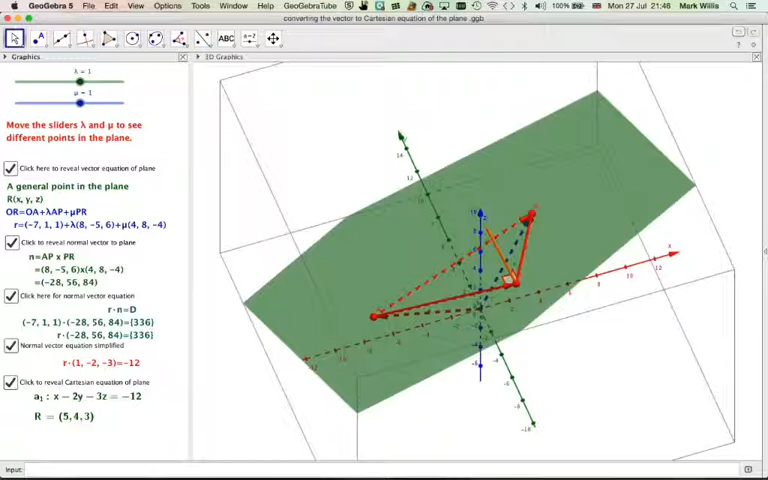 GeoGebra 5 File Edit View Options Tools Window GeoGebraTube Help 100% Mon 27 Jul 21:46 Mark Willis
converting the vector to Cartesian equation of the plane .ggb
ABC a=2
Graphics
3D Graphics
λ = 1
μ = 1
Move the sliders λ and μ to see
different points in the plane.
Click here to reveal vector equation of plane
A general point in the plane
R(x, y, z)
OR=OA+λAP+μPR
r=(-7, 1, 1)+λ(8, -5, 6)+μ(4, 8, -4)
Click to reveal normal vector to plane
n=AP x PR
=(8, -5, 6)x(4, 8, -4)
=(-28, 56, 84)
Click here for normal vector equation
r·n=D
(-7, 1, 1)·(-28, 56, 84)={336}
r·(-28, 56, 84)={336}
Normal vector equation simplified
r·(1, -2, -3)=-12
Click to reveal Cartesian equation of plane
a₁ : x − 2y − 3z = −12
R = (5, 4, 3)
Input: